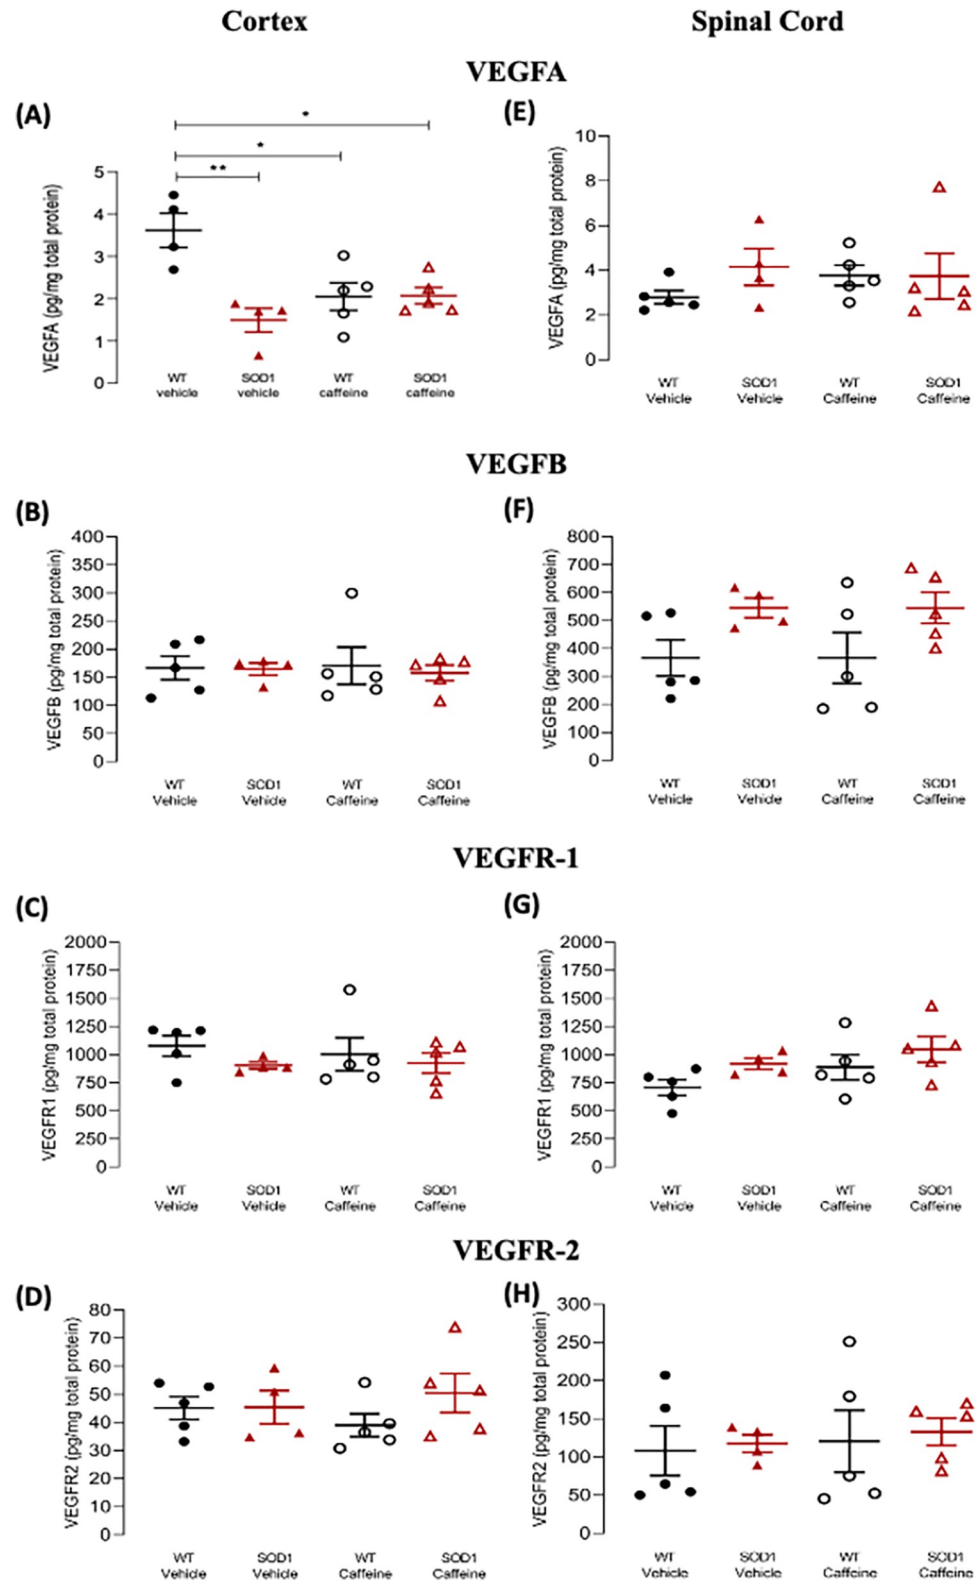 Cortex
Spinal Cord
VEGFA
(A)
*
*
**
VEGFA (pg/mg total protein)
5
4
3
2
1
0
WT vehicle
SOD1 vehicle
WT caffeine
SOD1 caffeine
(E)
VEGFA (pg/mg total protein)
10
8
6
4
2
0
WT Vehicle
SOD1 Vehicle
WT Caffeine
SOD1 Caffeine
VEGFB
(B)
VEGFB (pg/mg total protein)
400
350
300
250
200
150
100
50
0
WT Vehicle
SOD1 Vehicle
WT Caffeine
SOD1 Caffeine
(F)
VEGFB (pg/mg total protein)
800
700
600
500
400
300
200
100
0
WT Vehicle
SOD1 Vehicle
WT Caffeine
SOD1 Caffeine
VEGFR-1
(C)
VEGFR1 (pg/mg total protein)
2000
1750
1500
1250
1000
750
500
250
0
WT Vehicle
SOD1 Vehicle
WT Caffeine
SOD1 Caffeine
(G)
VEGFR1 (pg/mg total protein)
2000
1750
1500
1250
1000
750
500
250
0
WT Vehicle
SOD1 Vehicle
WT Caffeine
SOD1 Caffeine
VEGFR-2
(D)
VEGFR2 (pg/mg total protein)
80
70
60
50
40
30
20
10
0
WT Vehicle
SOD1 Vehicle
WT Caffeine
SOD1 Caffeine
(H)
VEGFR2 (pg/mg total protein)
300
250
200
150
100
50
0
WT Vehicle
SOD1 Vehicle
WT Caffeine
SOD1 Caffeine